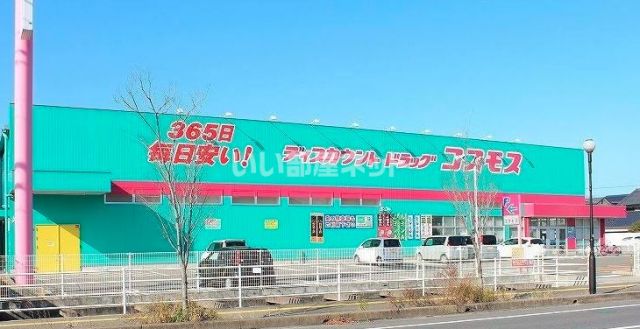 365日
毎日安い!
ディスカウント ドラッグ コスモス
いい部屋ネット